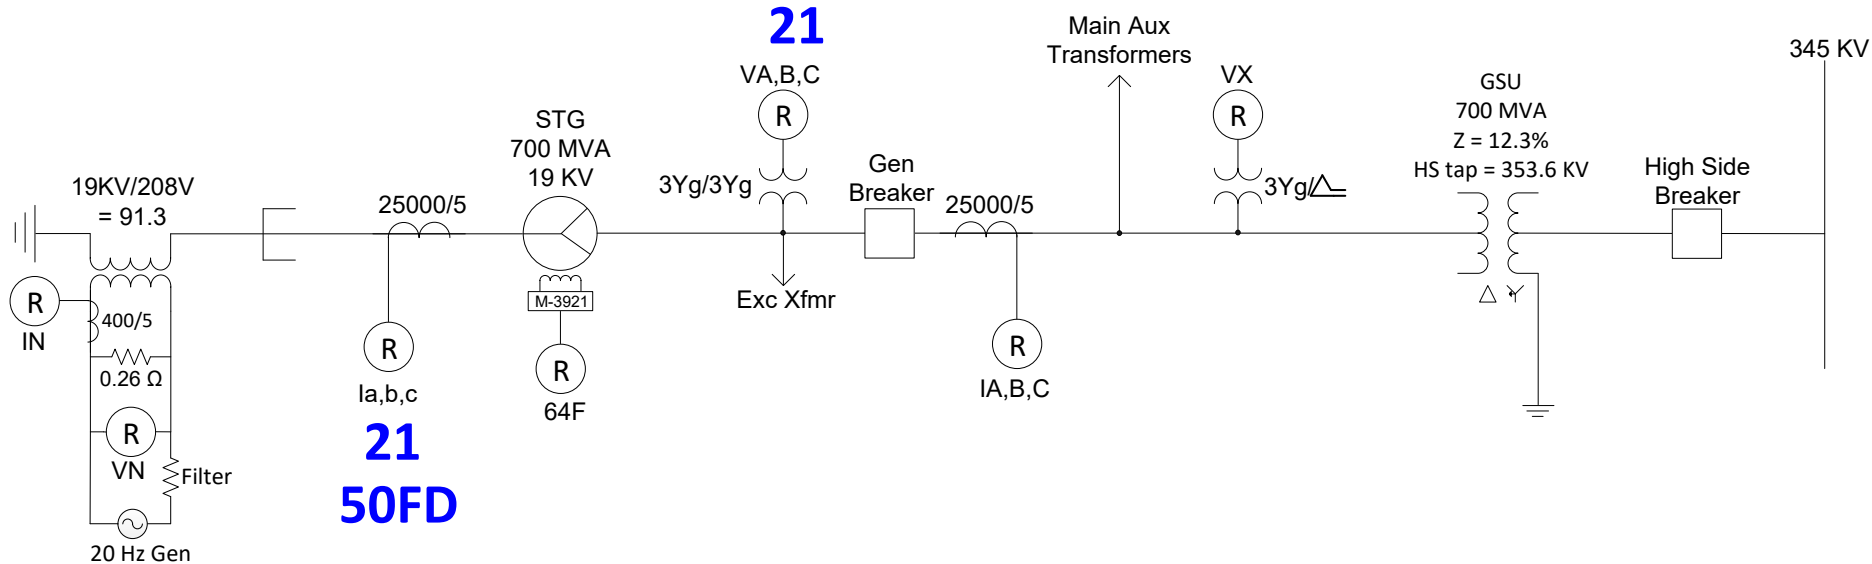 21
VA,B,C
R
Main Aux
Transformers
VX
R
345 KV
GSU
700 MVA
Z = 12.3%
HS tap = 353.6 KV
High Side
Breaker
STG
700 MVA
19 KV
3Yg/3Yg
Gen
Breaker
3Yg/
19KV/208V
= 91.3
25000/5
25000/5
M-3921
Exc Xfmr
R
IN
400/5
0.26 Ω
R
Ia,b,c
R
64F
R
IA,B,C
21
50FD
R
VN
Filter
20 Hz Gen